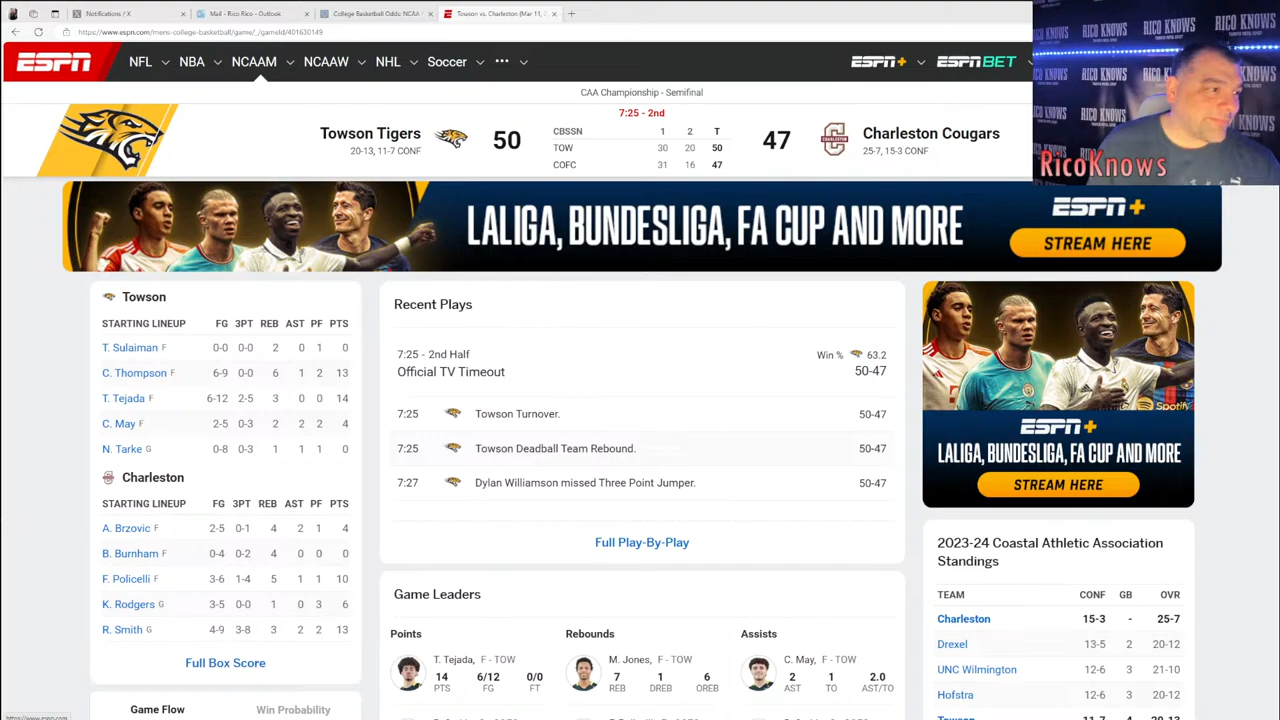 (Notifications / X
Mail - Rico Rico - Outlook
College Basketball Odds: NCAA
Towson vs. Charleston (Mar 11, 2
https://www.espn.com/mens-college-basketball/game/_/gameId/401630149
ESPN
NFL NBA NCAAM NCAAW NHL Soccer ••• ESPN+ ESPN BET
CAA Championship - Semifinal
7:25 - 2nd
Towson Tigers 50
20-13, 11-7 CONF
CBSSN 1 2 T
TOW 30 20 50
COFC 31 16 47
47 Charleston Cougars
25-7, 15-3 CONF
RICO KNOWS
RicoKnows
LALIGA, BUNDESLIGA, FA CUP AND MORE
ESPN+
STREAM HERE
Towson
STARTING LINEUP FG 3PT REB AST PF PTS
T. Sulaiman F 0-0 0-0 2 0 1 0
C. Thompson F 6-9 0-0 6 1 2 13
T. Tejada F 6-12 2-5 3 0 0 14
C. May F 2-5 0-3 2 2 2 4
N. Tarke G 0-8 0-3 1 1 1 0
Charleston
STARTING LINEUP FG 3PT REB AST PF PTS
A. Brzovic F 2-5 0-1 4 2 1 4
B. Burnham F 0-4 0-2 4 0 0 0
F. Policelli F 3-6 1-4 5 1 1 10
K. Rodgers G 3-5 0-0 1 0 3 6
R. Smith G 4-9 3-8 3 2 2 13
Full Box Score
Game Flow Win Probability
Recent Plays
7:25 - 2nd Half Win % 63.2
Official TV Timeout 50-47
7:25 Towson Turnover. 50-47
7:25 Towson Deadball Team Rebound. 50-47
7:27 Dylan Williamson missed Three Point Jumper. 50-47
Full Play-By-Play
Game Leaders
Points Rebounds Assists
T. Tejada, F - TOW
14 6/12 0/0
PTS FG FT
M. Jones, F - TOW
7 1 6
REB DREB OREB
C. May, F - TOW
2 1 2.0
AST TO AST/TO
Spotify
ESPN+
LALIGA, BUNDESLIGA, FA CUP AND MORE
STREAM HERE
2023-24 Coastal Athletic Association
Standings
TEAM CONF GB OVR
Charleston 15-3 - 25-7
Drexel 13-5 2 20-12
UNC Wilmington 12-6 3 21-10
Hofstra 12-6 3 20-12
Towson 11-7 4 20-13
https://www.espn.com